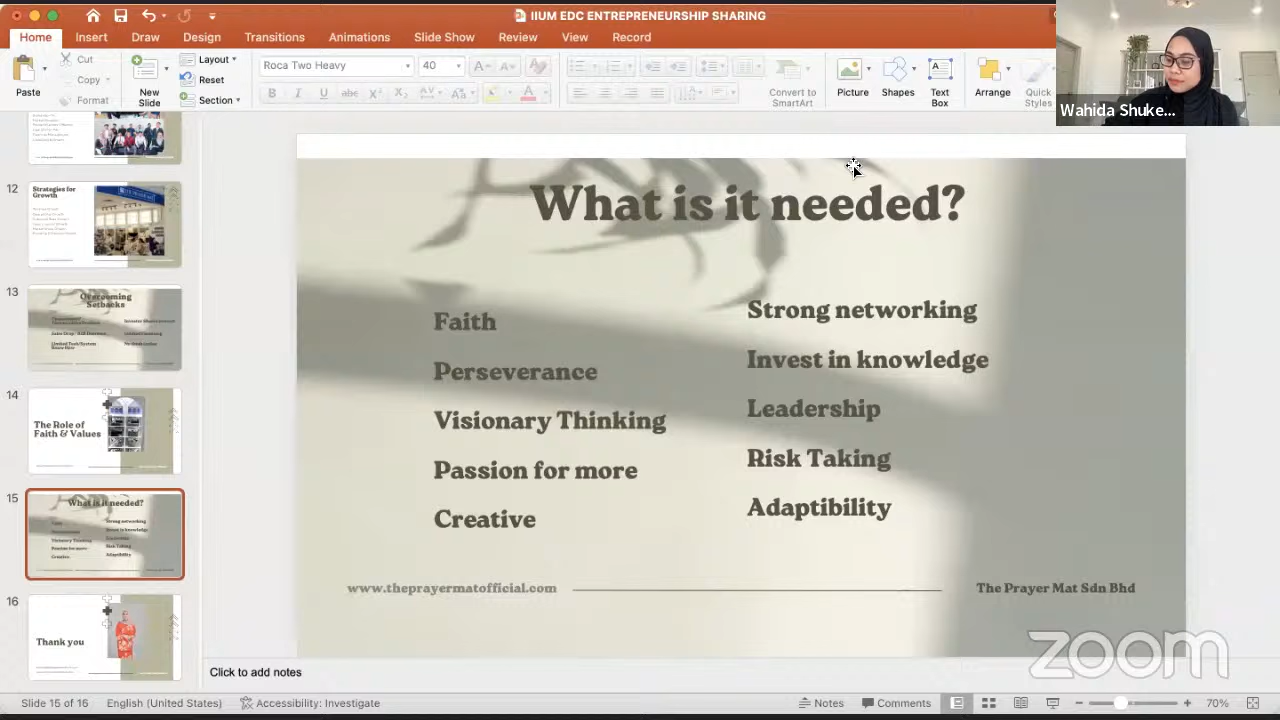 IIUM EDC ENTREPRENEURSHIP SHARING
Home Insert Draw Design Transitions Animations Slide Show Review View Record
Paste
Cut
Copy
Format
New Slide
Layout
Reset
Section
Roca Two Heavy
40
Convert to SmartArt
Picture
Shapes
Text Box
Arrange
Quick Styles
Wahida Shuke...
12
Strategies for
Growth
13
Overcoming
Setbacks
14
The Role of
Faith & Values
15
What is it needed?
16
Thank you
What is it needed?
Faith
Perseverance
Visionary Thinking
Passion for more
Creative
Strong networking
Invest in knowledge
Leadership
Risk Taking
Adaptibility
www.theprayermatofficial.com
The Prayer Mat Sdn Bhd
zoom
Click to add notes
Slide 15 of 16 English (United States) Accessibility: Investigate Notes Comments 70%